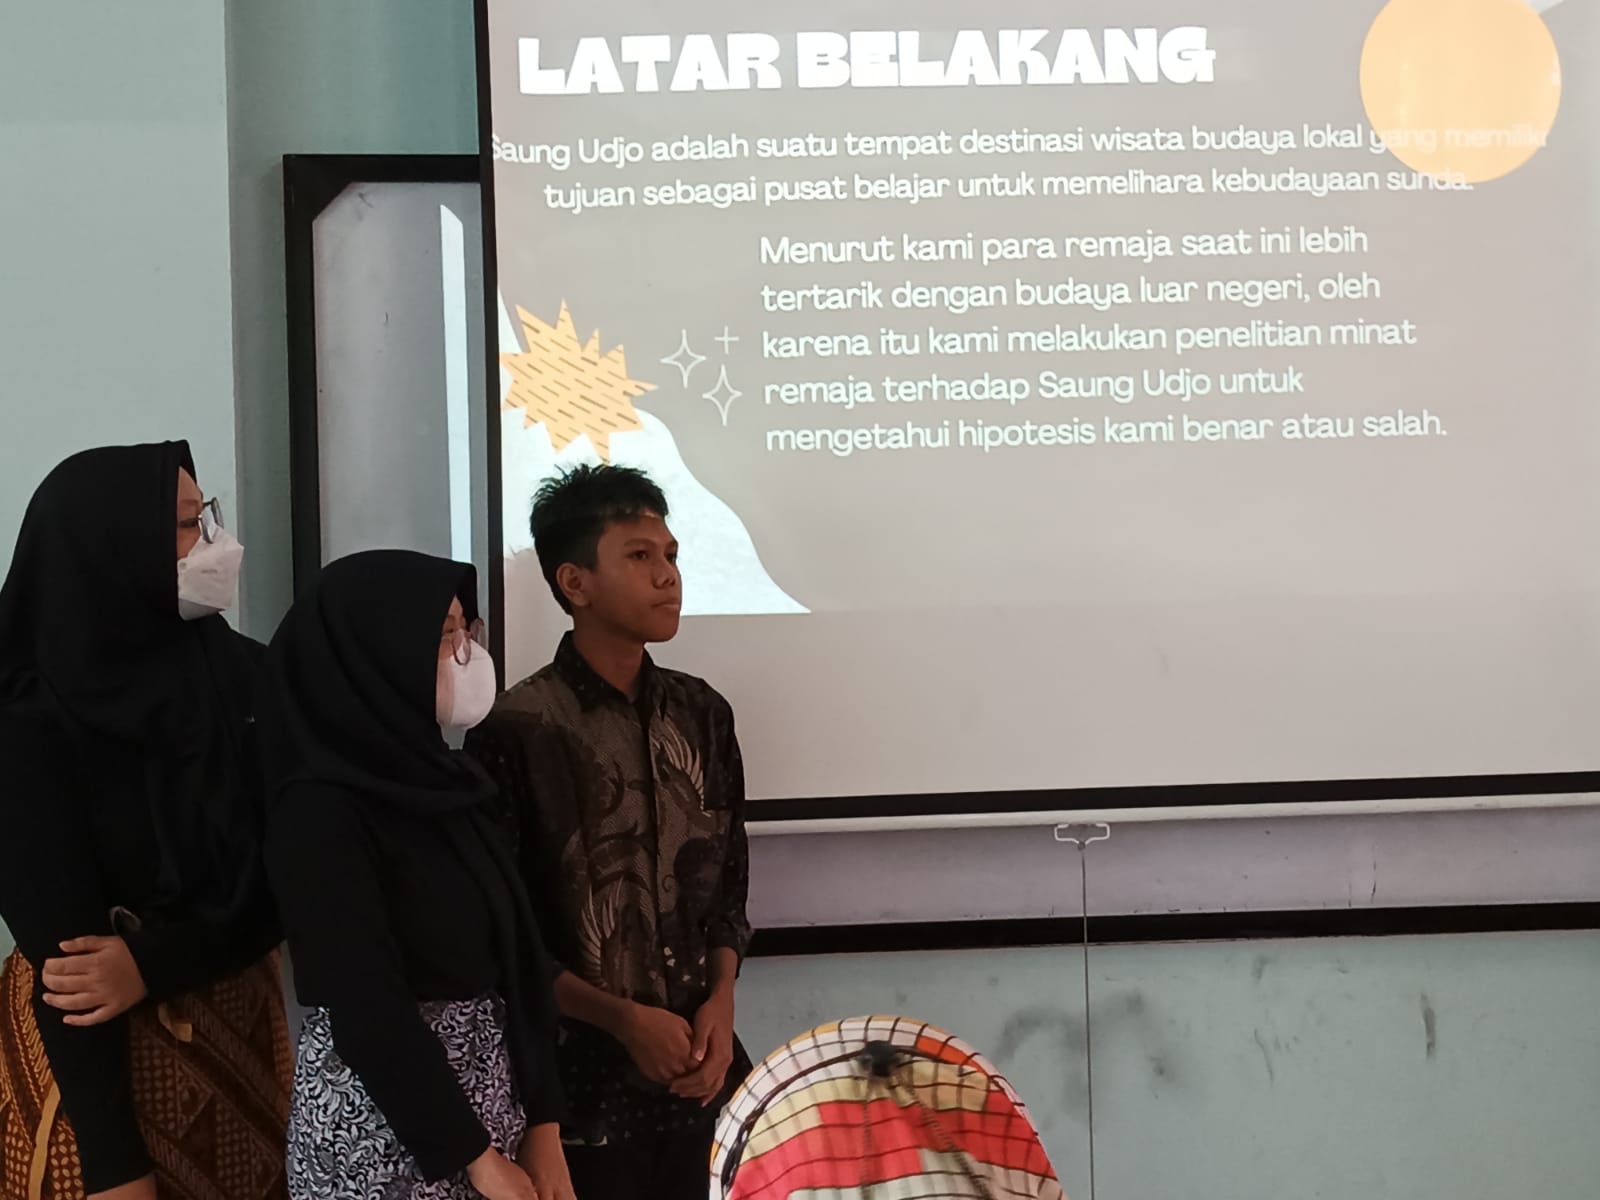 LATAR BELAKANG
Saung Udjo adalah suatu tempat destinasi wisata budaya lokal yang memiliki
tujuan sebagai pusat belajar untuk memelihara kebudayaan sunda.
Menurut kami para remaja saat ini lebih
tertarik dengan budaya luar negeri, oleh
karena itu kami melakukan penelitian minat
remaja terhadap Saung Udjo untuk
mengetahui hipotesis kami benar atau salah.